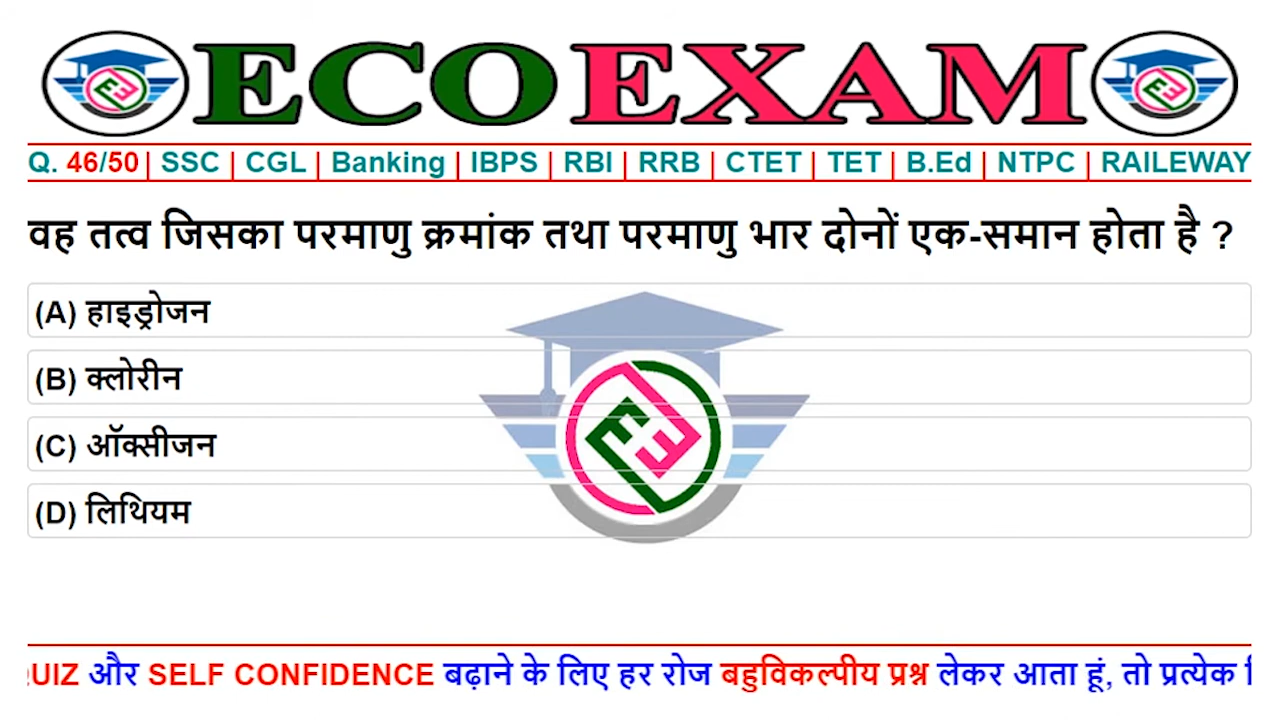 ECOEXAM
Q. 46/50| SSC | CGL | Banking | IBPS | RBI | RRB | CTET | TET | B.Ed | NTPC | RAILEWAY
वह तत्व जिसका परमाणु क्रमांक तथा परमाणु भार दोनों एक-समान होता है ?
(A) हाइड्रोजन
(B) क्लोरीन
(C) ऑक्सीजन
(D) लिथियम
QUIZ और SELF CONFIDENCE बढ़ाने के लिए हर रोज बहुविकल्पीय प्रश्न लेकर आता हूं, तो प्रत्येक